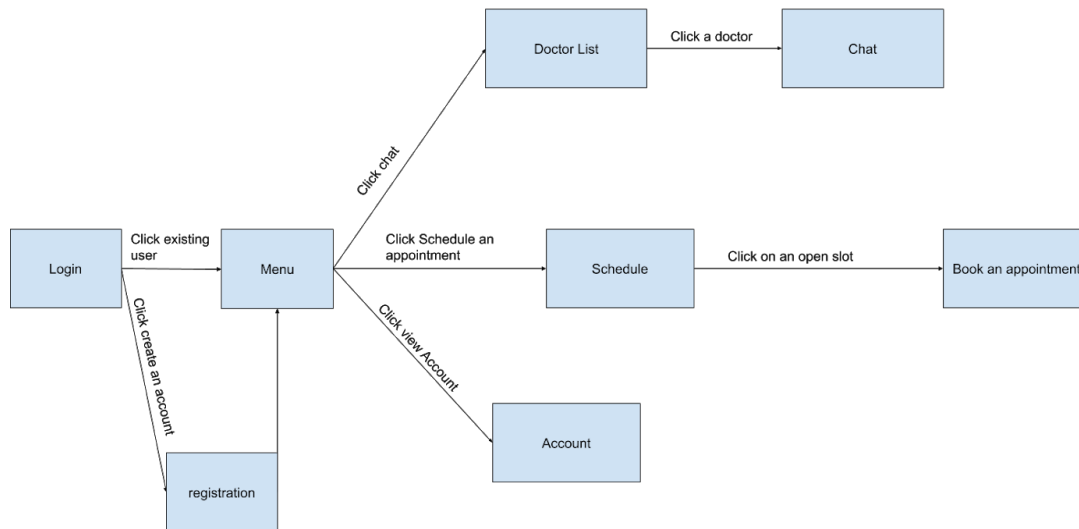 Doctor List
Click a doctor
Chat
Click chat
Login
Click existing
user
Menu
Click Schedule an
appointment
Schedule
Click on an open slot
Book an appointment
Click create an account
Click view Account
Account
registration